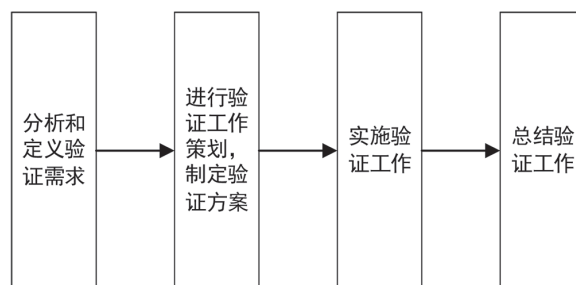 分析和
定义验
证需求
进行验
证工作
策划，
制定验
证方案
实施验
证工作
总结验
证工作